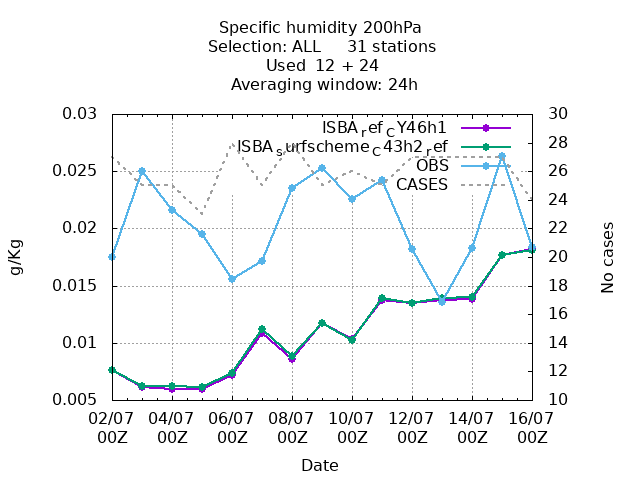 Specific humidity 200hPa
Selection: ALL     31 stations
Used  12 + 24
Averaging window: 24h
ISBA_ref_CY46h1
ISBA_surfscheme_C43h2_ref
OBS
CASES
0.03
0.025
0.02
0.015
0.01
0.005
g/Kg
30
28
26
24
22
20
18
16
14
12
10
No cases
02/07 04/07 06/07 08/07 10/07 12/07 14/07 16/07
00Z 00Z 00Z 00Z 00Z 00Z 00Z 00Z
Date